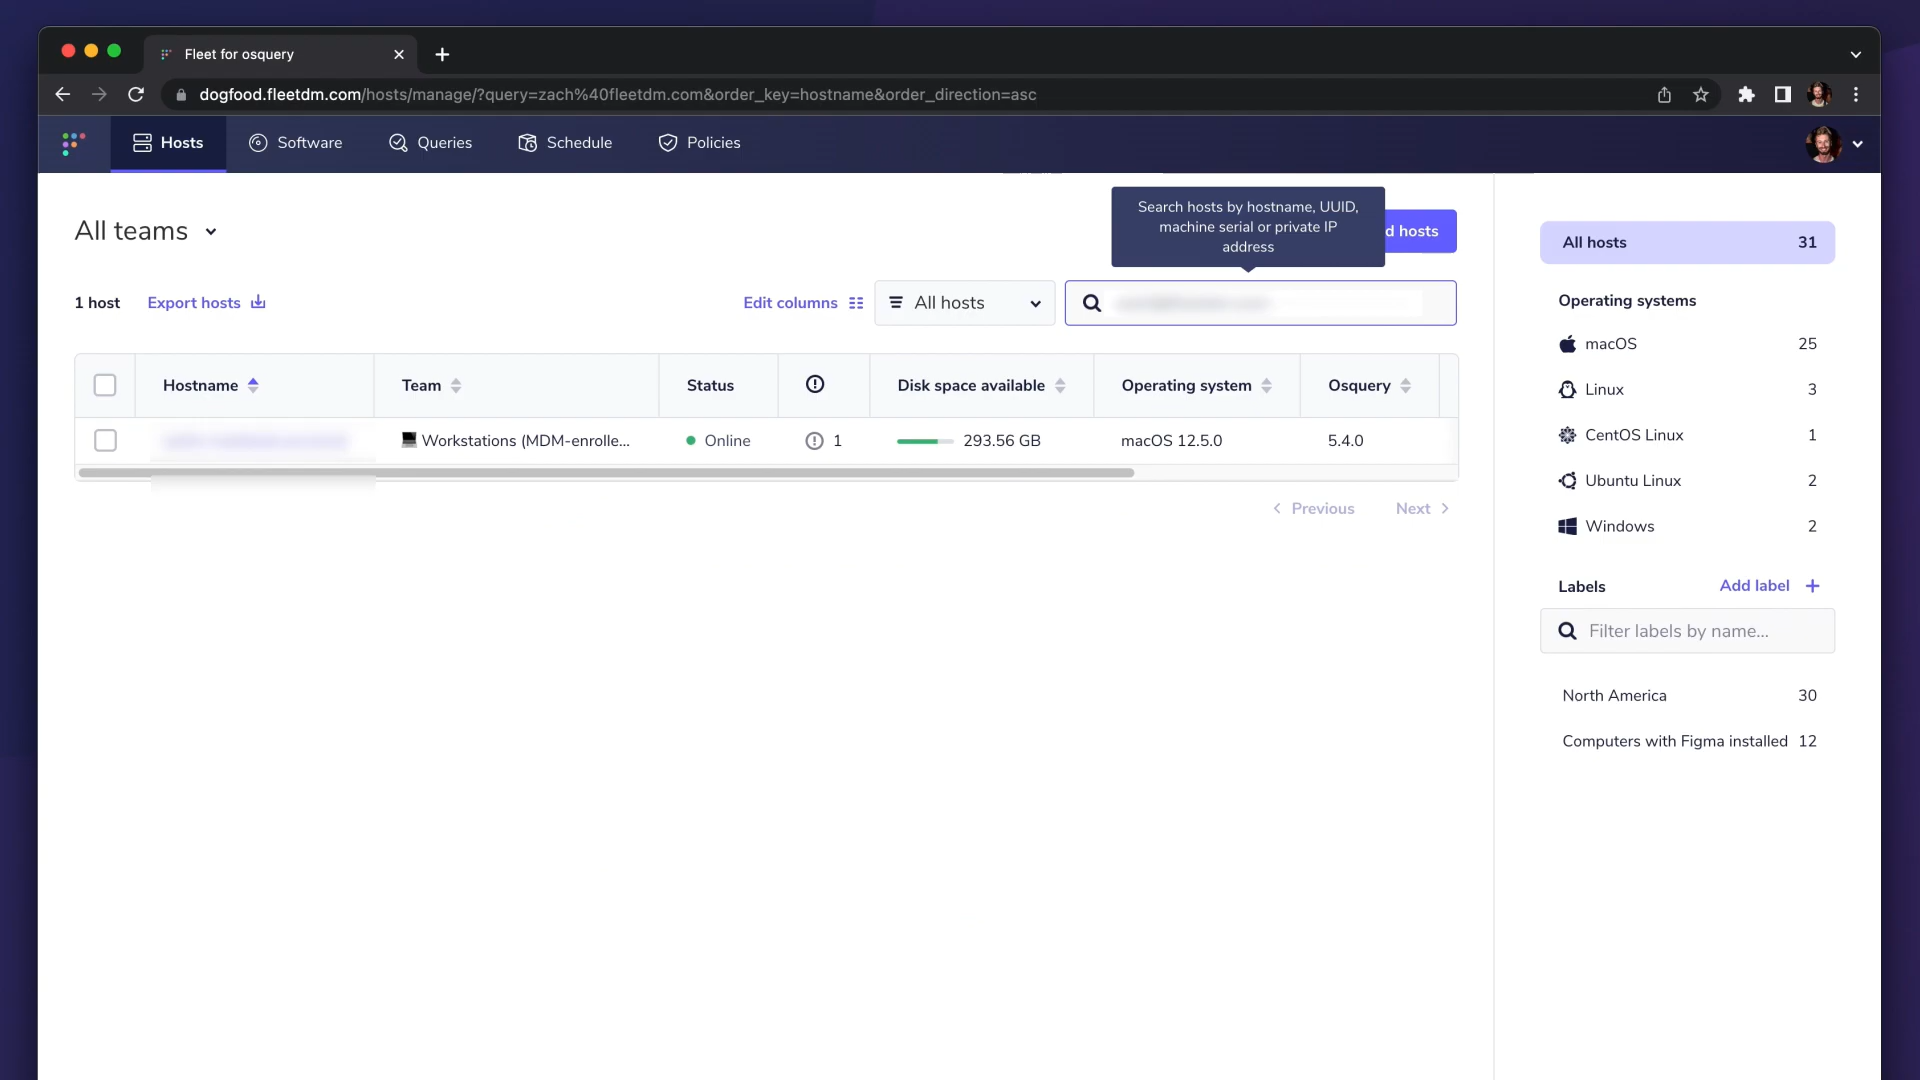 Fleet for osquery
dogfood.fleetdm.com/hosts/manage/?query=zach%40fleetdm.com&order_key=hostname&order_direction=asc
Hosts
Software
Queries
Schedule
Policies
All teams
Search hosts by hostname, UUID,
machine serial or private IP
address
d hosts
1 host
Export hosts
Edit columns
All hosts
Hostname
Team
Status
Disk space available
Operating system
Osquery
Workstations (MDM-enrolle...
Online
1
293.56 GB
macOS 12.5.0
5.4.0
Previous
Next
All hosts 31
Operating systems
macOS 25
Linux 3
CentOS Linux 1
Ubuntu Linux 2
Windows 2
Labels
Add label
Filter labels by name...
North America 30
Computers with Figma installed 12